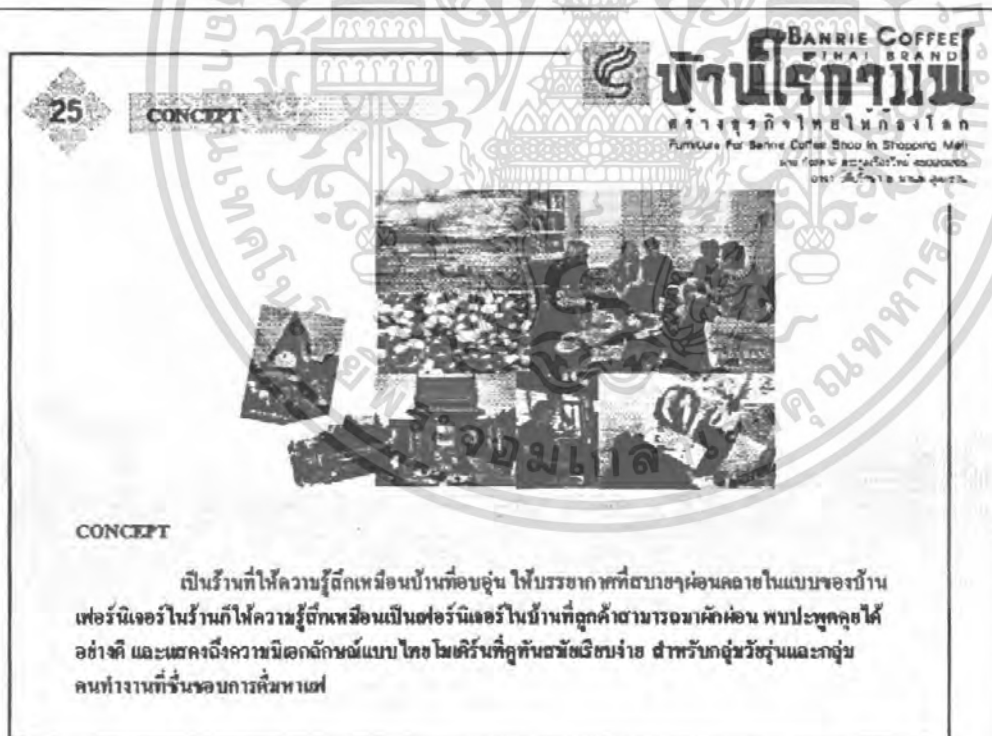 BANRIE COFFEE
THAI BRAND
บ้านไร่กาแฟ
สร้างธุรกิจไทยให้ก้องโลก
Furniture For Banrie Coffee Shop In Shopping Mall
25
CONCEPT
CONCEPT
เป็นร้านที่ให้ความรู้สึกเหมือนบ้านที่อบอุ่น ให้บรรยากาศที่สบายๆผ่อนคลายในแบบของบ้าน
เฟอร์นิเจอร์ในร้านก็ให้ความรู้สึกเหมือนเป็นเฟอร์นิเจอร์ในบ้านที่ลูกค้าสามารถมาพักผ่อน พบปะพูดคุยได้
อย่างดี และแสดงถึงความมีเอกลักษณ์แบบไทยโมเดิร์นที่ดูทันสมัยเรียบง่าย สำหรับกลุ่มวัยรุ่นและกลุ่ม
คนทำงานที่ชื่นชอบการดื่มกาแฟ